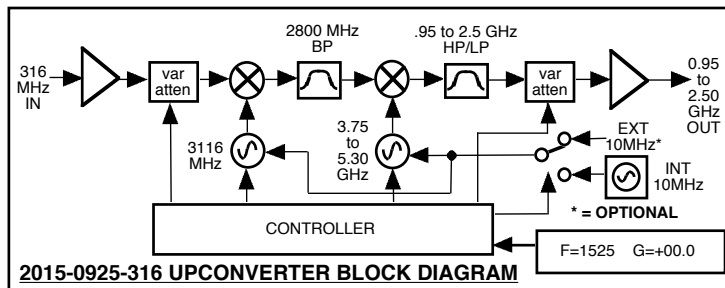 316
MHz
IN
var
atten
2800 MHz
BP
.95 to 2.5 GHz
HP/LP
var
atten
0.95
to
2.50
GHz
OUT
3116
MHz
3.75
to
5.30
GHz
EXT
10MHz*
INT
10MHz
* = OPTIONAL
CONTROLLER
F=1525 G=+00.0
2015-0925-316 UPCONVERTER BLOCK DIAGRAM